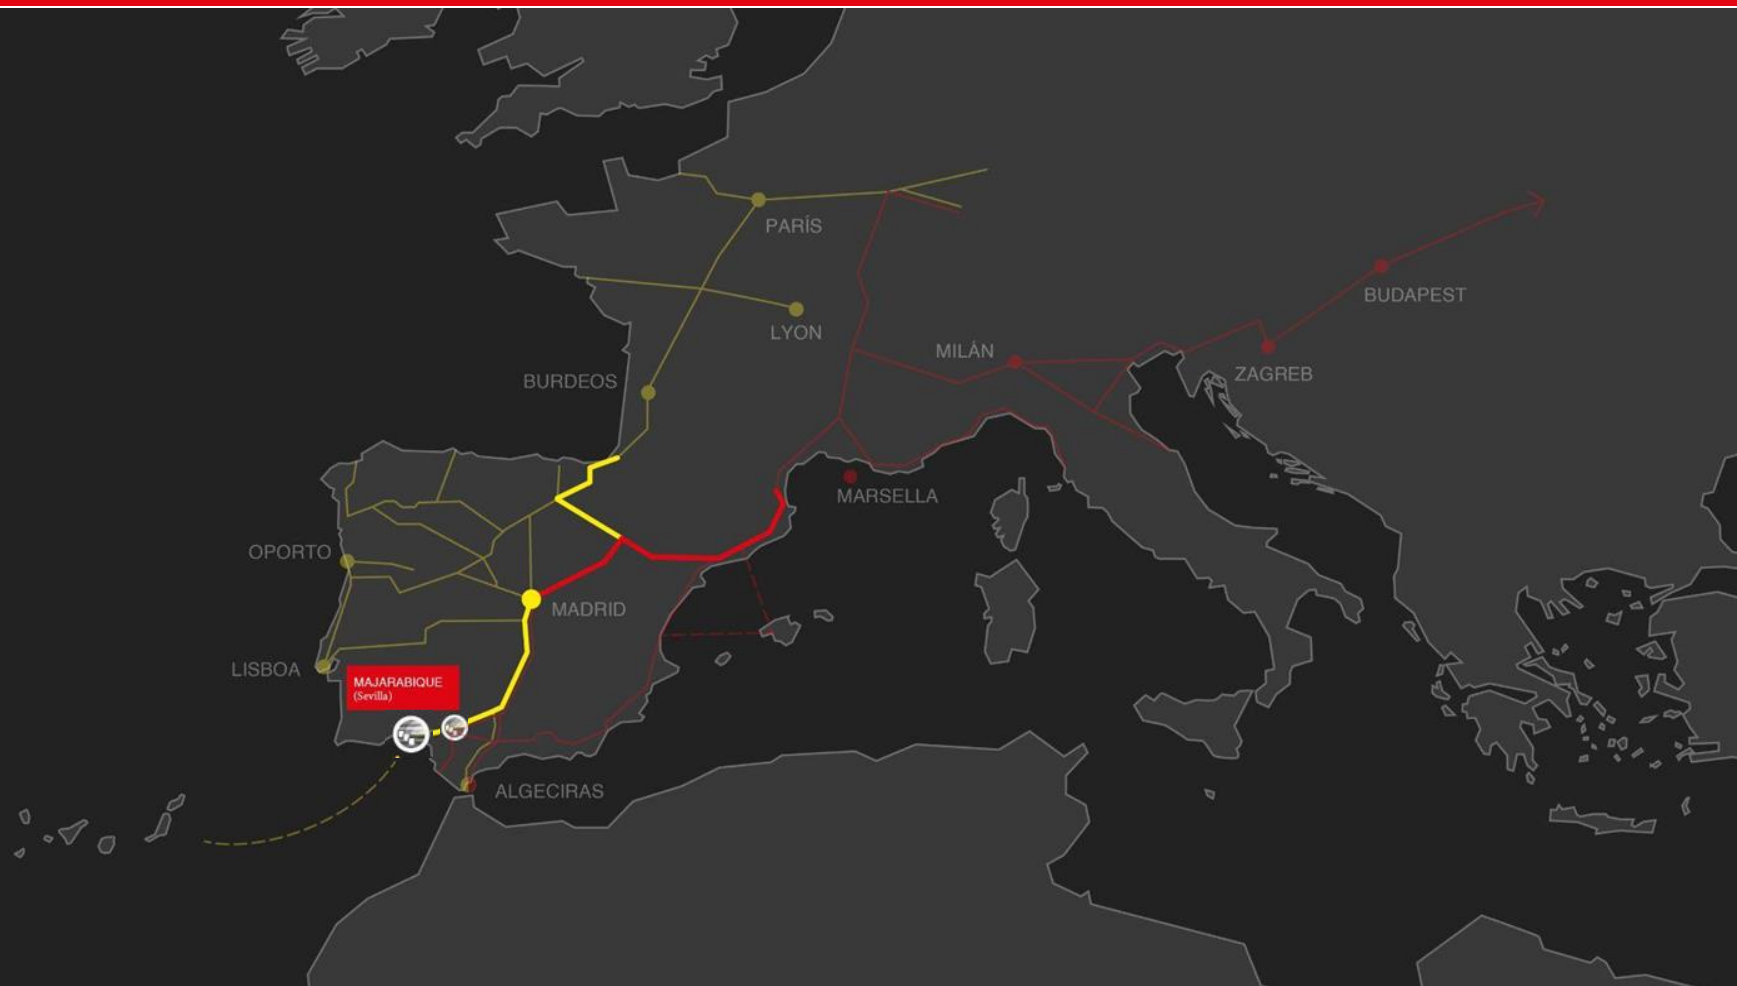 PARÍS
BUDAPEST
LYON
MILÁN
ZAGREB
BURDEOS
MARSELLA
OPORTO
MADRID
LISBOA
MAJARABIQUE
(Sevilla)
ALGECIRAS